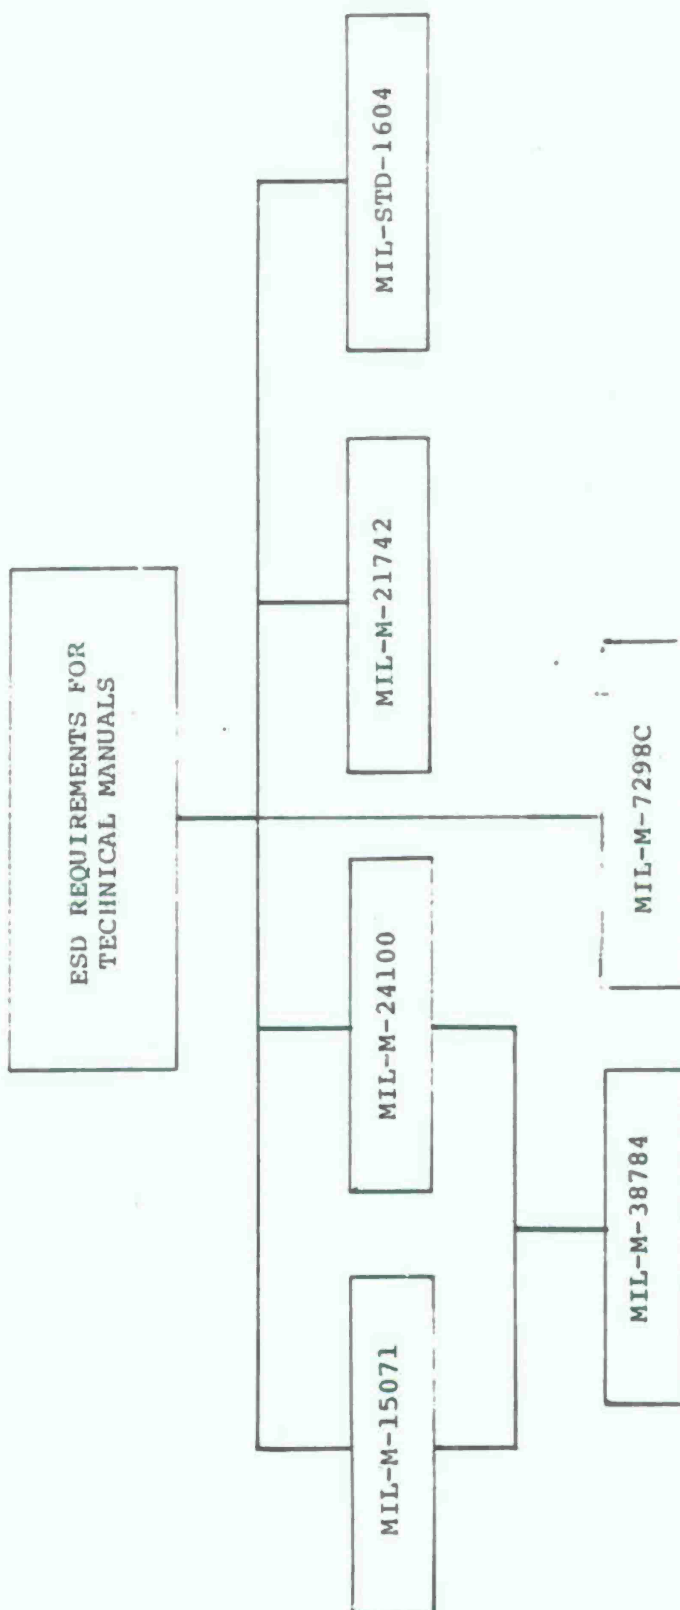 ESD REQUIREMENTS FOR
TECHNICAL MANUALS
MIL-M-15071
MIL-M-24100
MIL-M-21742
MIL-STD-1604
MIL-M-38784
MIL-M-7298C